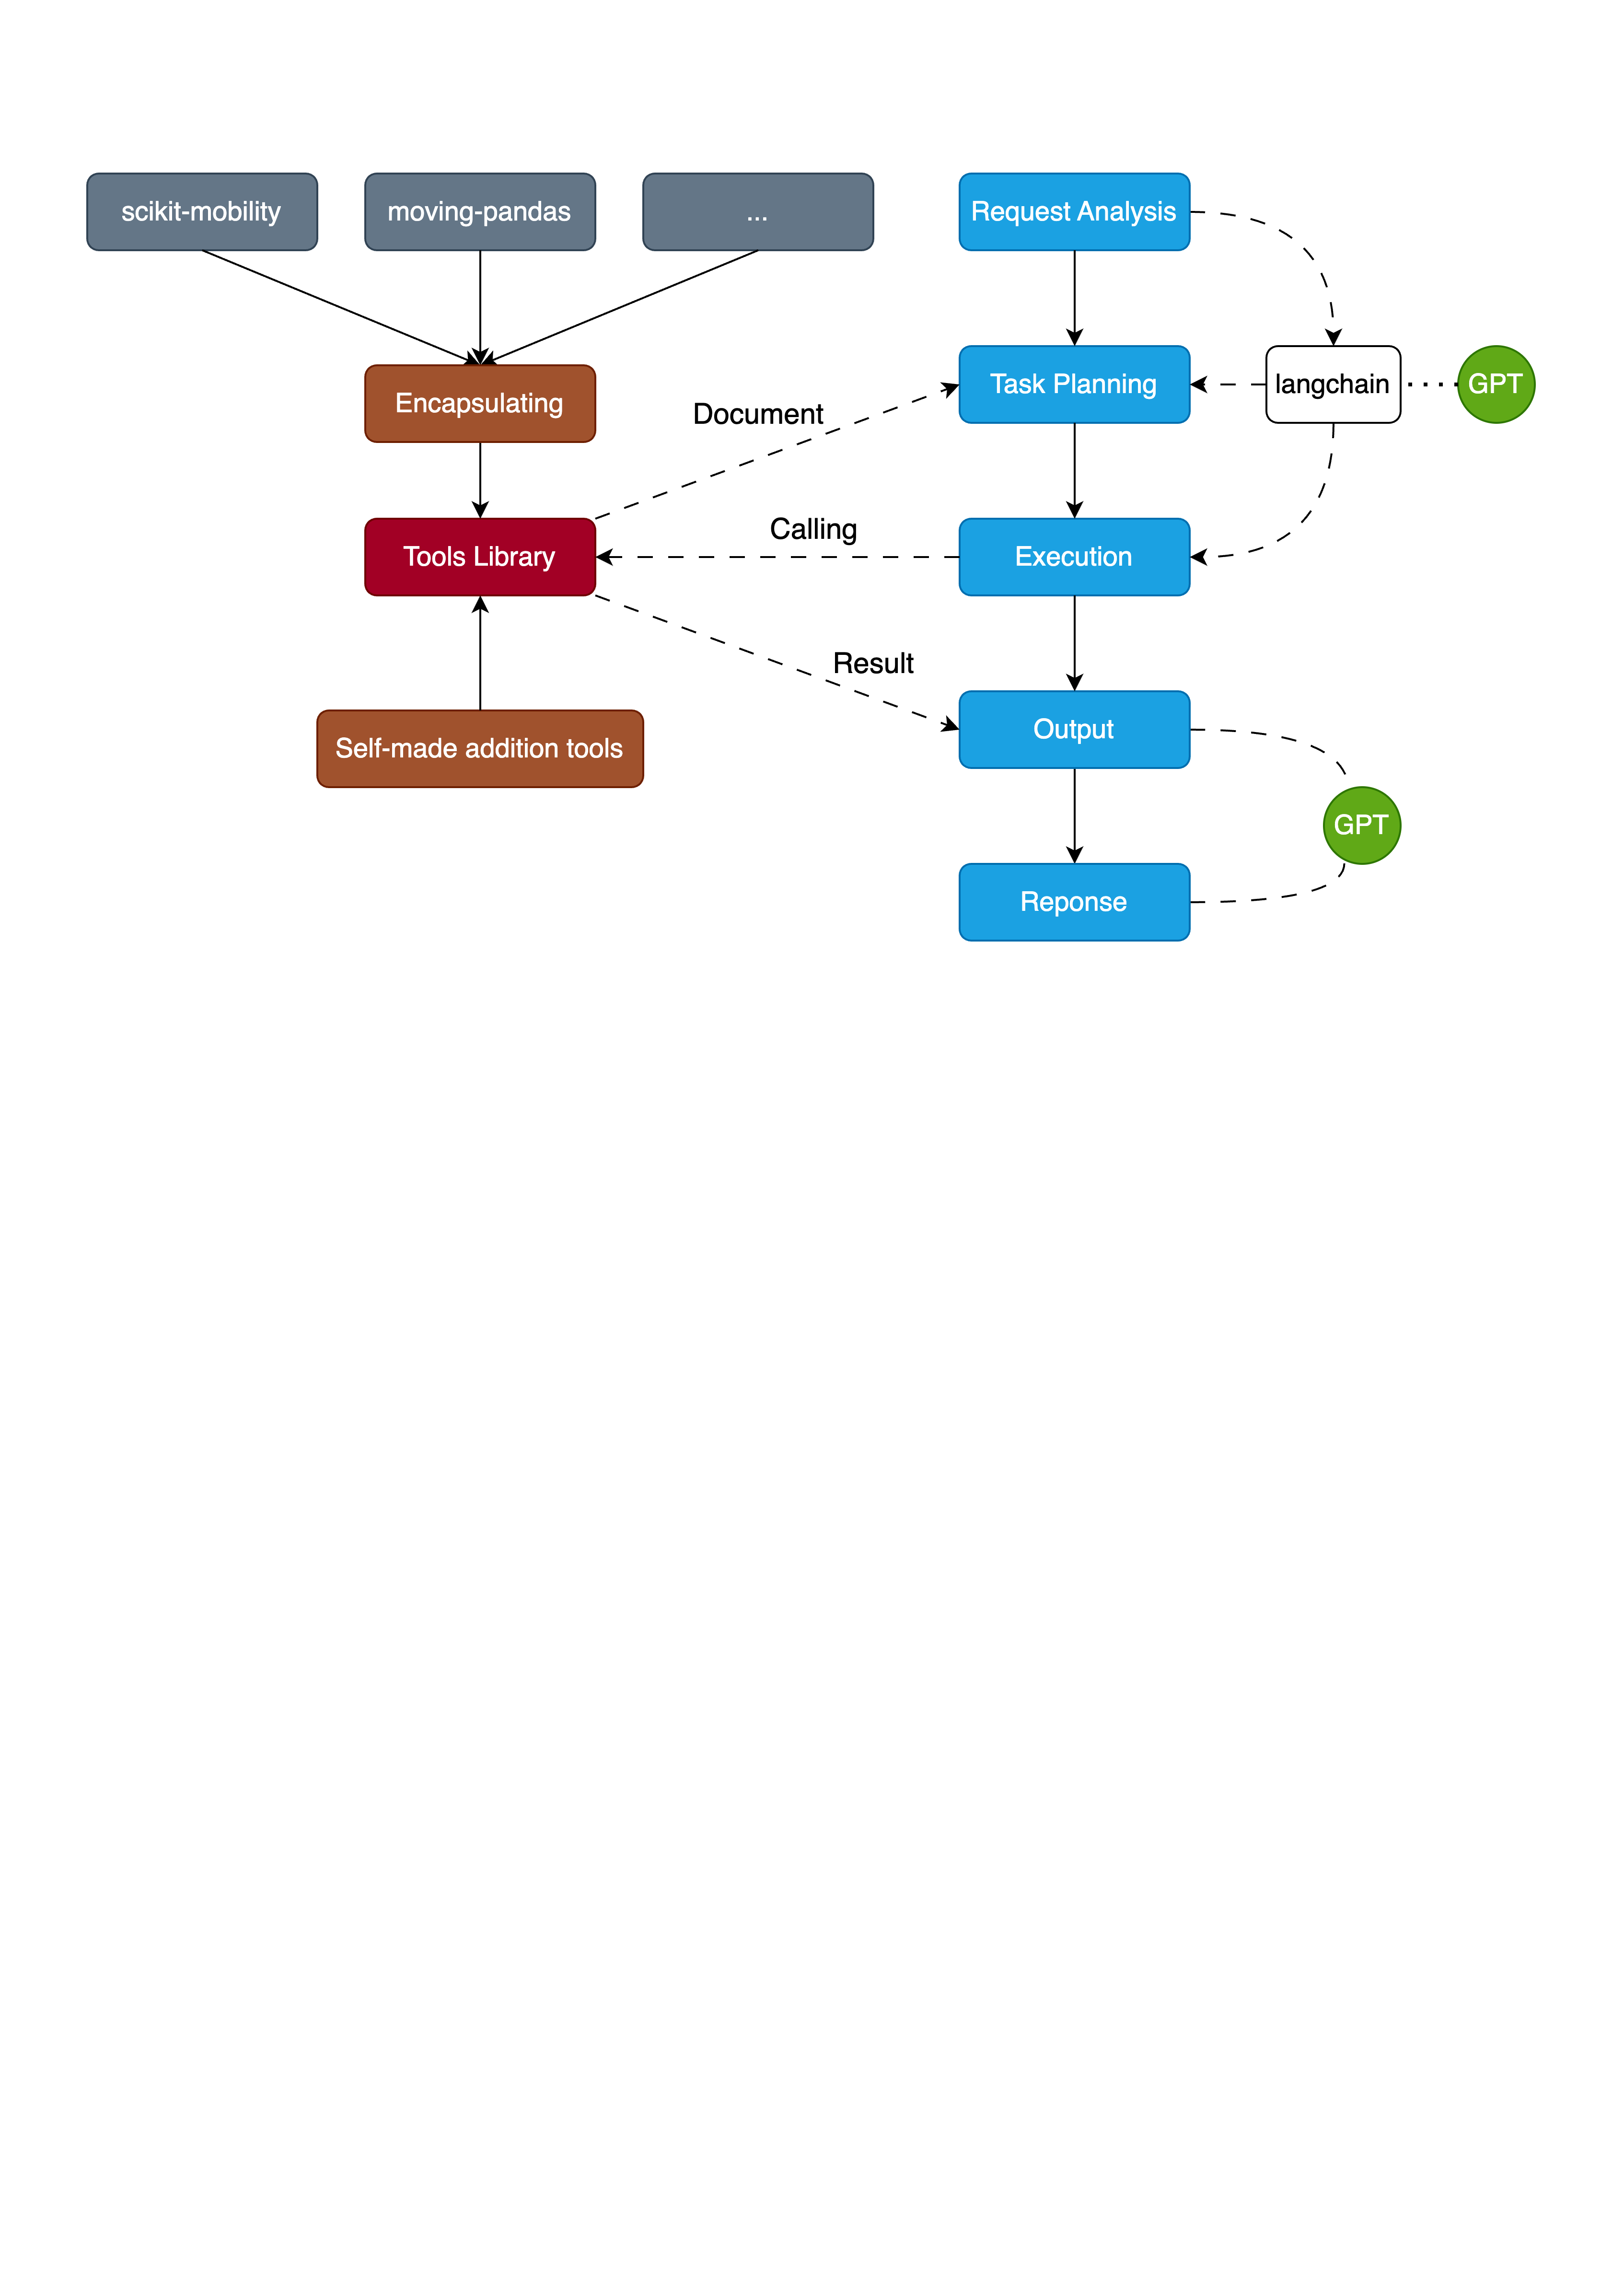 scikit-mobility
moving-pandas
...
Request Analysis
Encapsulating
Document
Task Planning
langchain
GPT
Tools Library
Calling
Execution
Result
Self-made addition tools
Output
GPT
Reponse